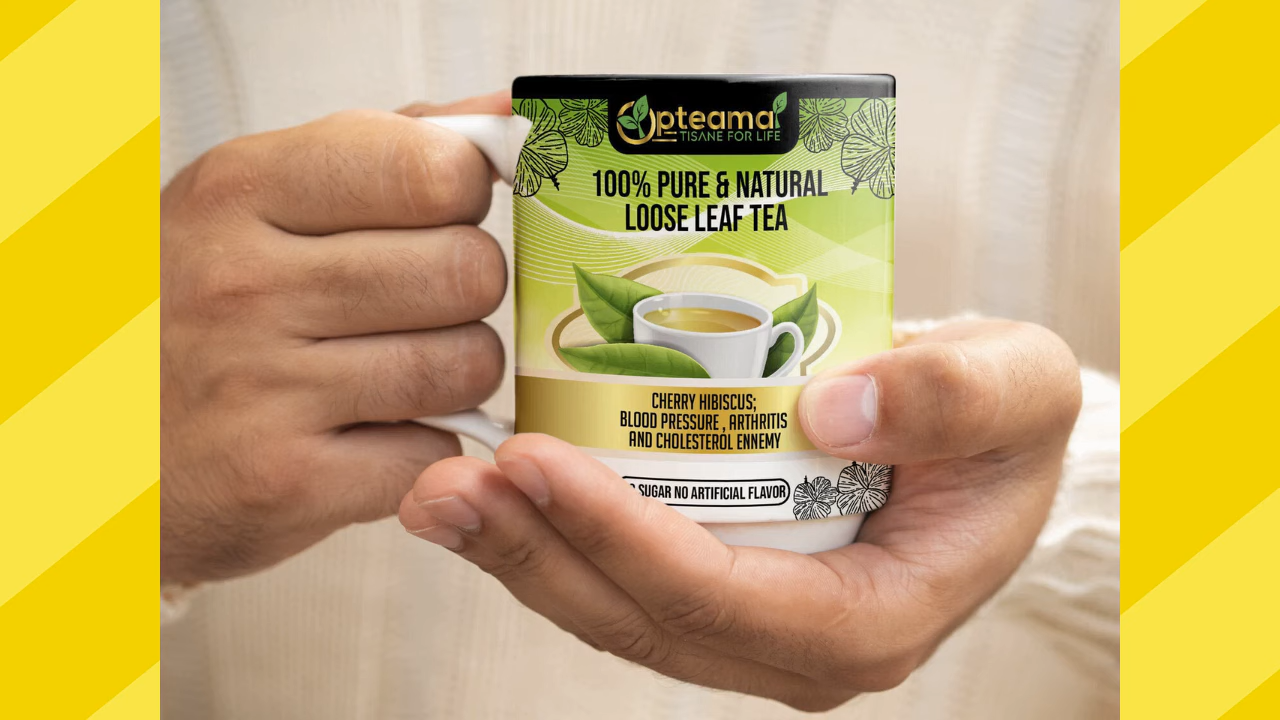 Opteama
TISANE FOR LIFE
100% PURE & NATURAL
LOOSE LEAF TEA
CHERRY HIBISCUS;
BLOOD PRESSURE , ARTHRITIS
AND CHOLESTEROL ENNEMY
SUGAR NO ARTIFICIAL FLAVOR